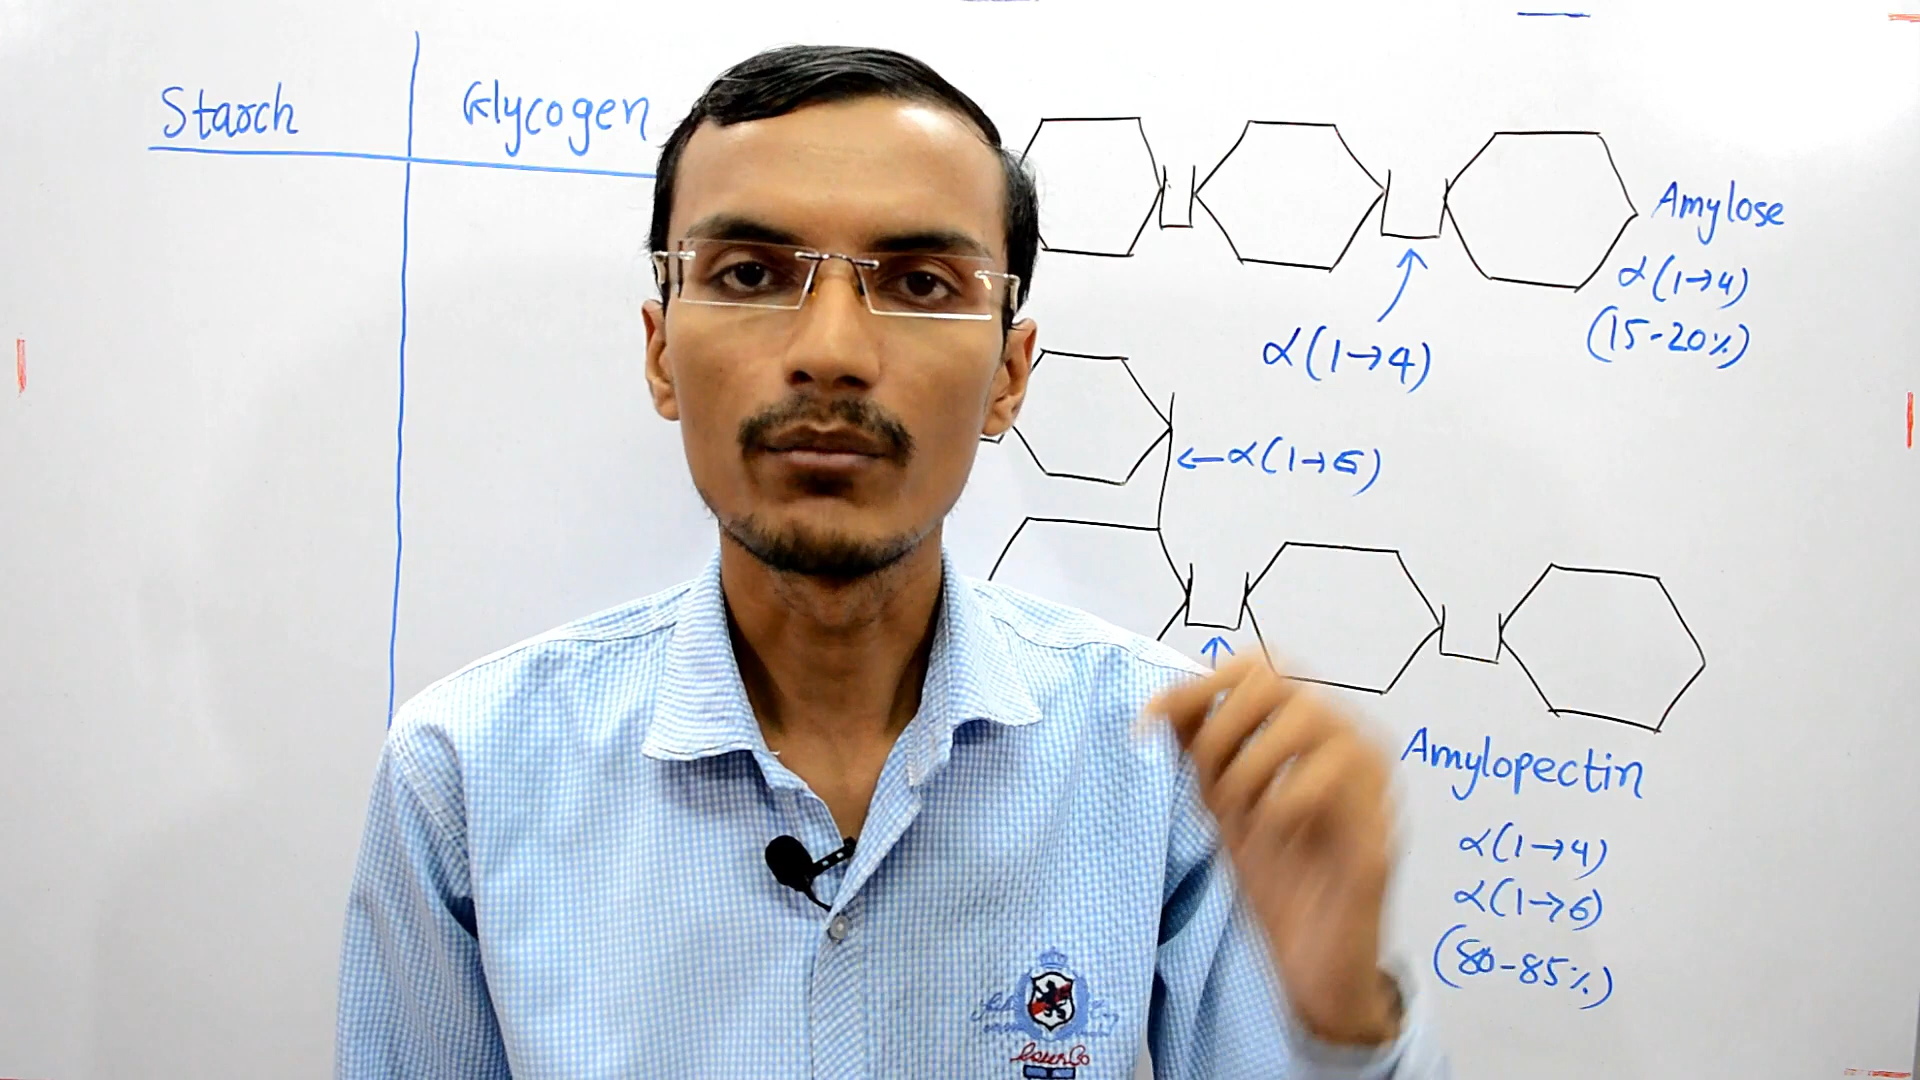 Starch
Glycogen
Amylose
α(1→4)
(15-20%)
α(1→4)
←α(1→6)
Amylopectin
α(1→4)
α(1→6)
(80-85%)